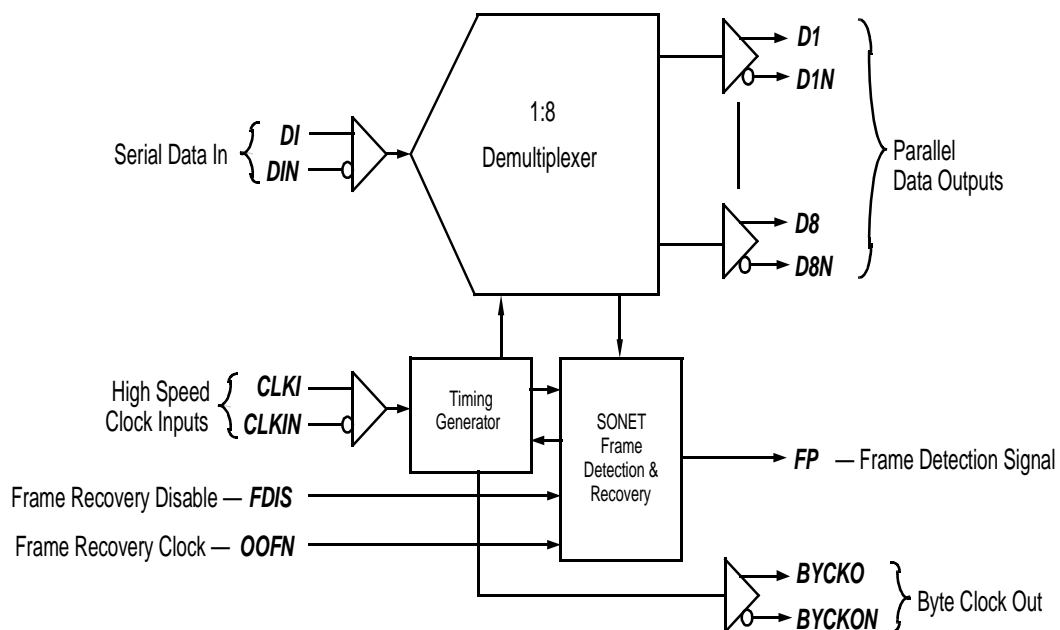 D1
D1N
1:8
Demultiplexer
Serial Data In
DI
DIN
Parallel
Data Outputs
D8
D8N
High Speed
Clock Inputs
CLKI
CLKIN
Timing
Generator
SONET
Frame
Detection &
Recovery
FP — Frame Detection Signal
Frame Recovery Disable — FDIS
Frame Recovery Clock — OOFN
BYCKO
BYCKON
Byte Clock Out